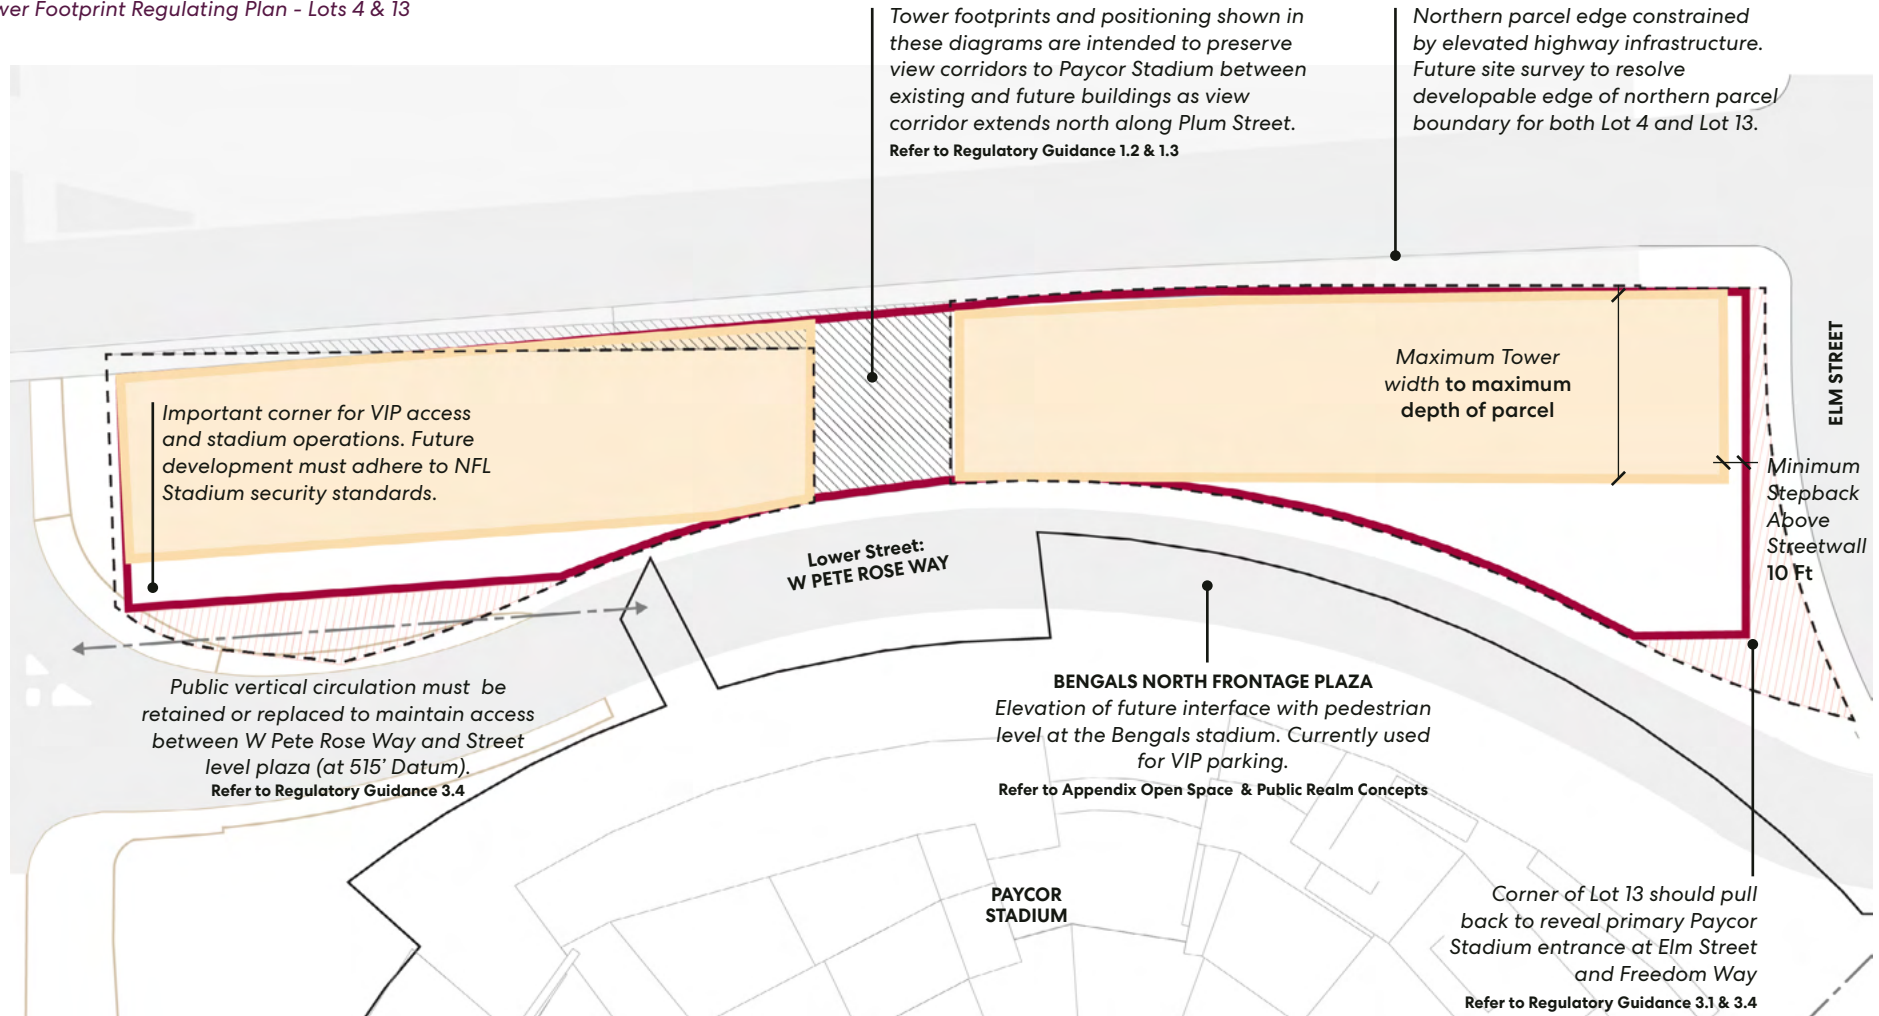 wer Footprint Regulating Plan - Lots 4 & 13
Tower footprints and positioning shown in
these diagrams are intended to preserve
view corridors to Paycor Stadium between
existing and future buildings as view
corridor extends north along Plum Street.
Refer to Regulatory Guidance 1.2 & 1.3
Northern parcel edge constrained
by elevated highway infrastructure.
Future site survey to resolve
developable edge of northern parcel
boundary for both Lot 4 and Lot 13.
Important corner for VIP access
and stadium operations. Future
development must adhere to NFL
Stadium security standards.
Maximum Tower
width to maximum
depth of parcel
ELM STREET
Minimum
Stepback
Above
Streetwall
10 Ft
Lower Street:
W PETE ROSE WAY
Public vertical circulation must be
retained or replaced to maintain access
between W Pete Rose Way and Street
level plaza (at 515' Datum).
Refer to Regulatory Guidance 3.4
BENGALS NORTH FRONTAGE PLAZA
Elevation of future interface with pedestrian
level at the Bengals stadium. Currently used
for VIP parking.
Refer to Appendix Open Space & Public Realm Concepts
PAYCOR
STADIUM
Corner of Lot 13 should pull
back to reveal primary Paycor
Stadium entrance at Elm Street
and Freedom Way
Refer to Regulatory Guidance 3.1 & 3.4